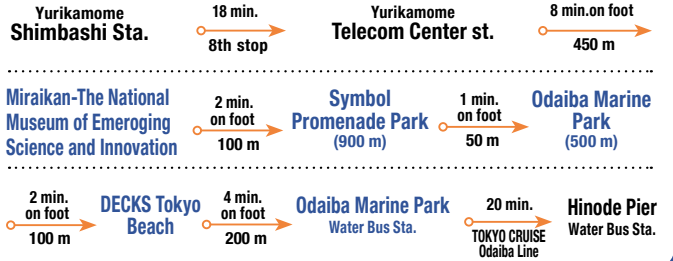 Yurikamome
Shimbashi Sta.
18 min.
8th stop
Yurikamome
Telecom Center st.
8 min.on foot
450 m
Miraikan-The National
Museum of Emeroging
Science and Innovation
2 min.
on foot
100 m
Symbol
Promenade Park
(900 m)
1 min.
on foot
50 m
Odaiba Marine
Park
(500 m)
2 min.
on foot
100 m
DECKS Tokyo
Beach
4 min.
on foot
200 m
Odaiba Marine Park
Water Bus Sta.
20 min.
TOKYO CRUISE
Odaiba Line
Hinode Pier
Water Bus Sta.